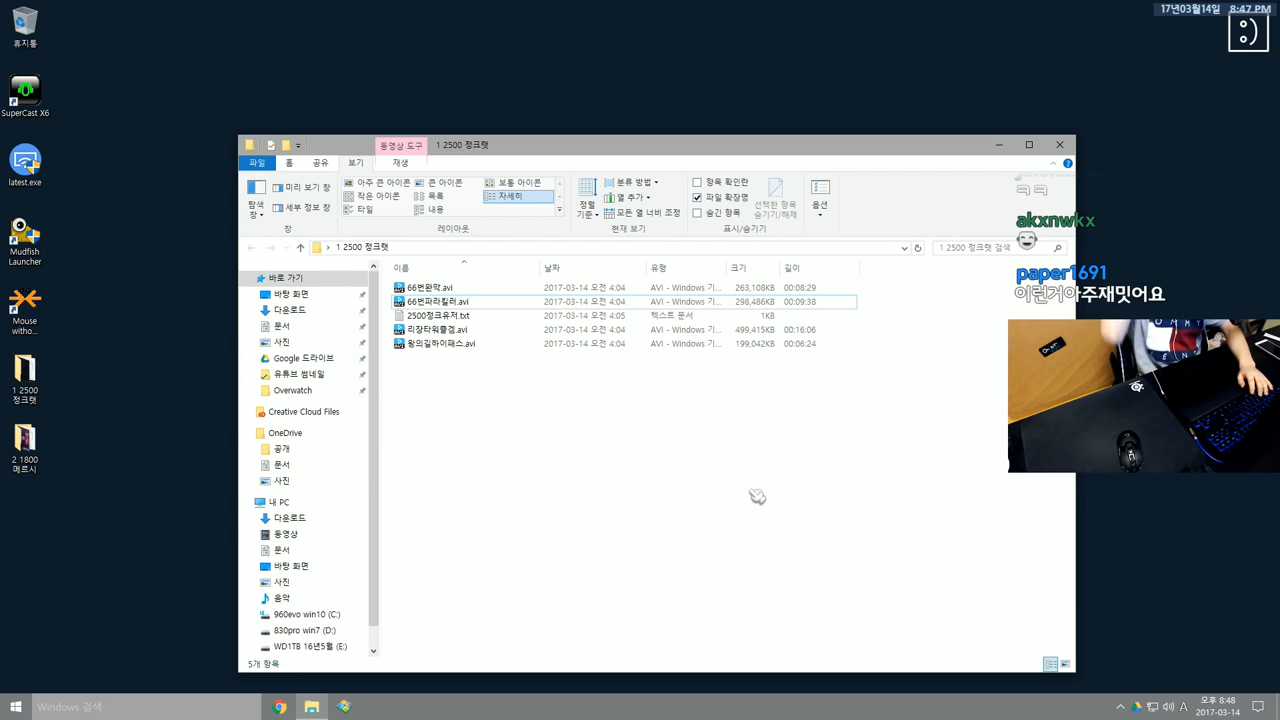 17년03월14일 8:47 PM
:)
휴지통
SuperCast X6
latest.exe
Mudfish
Launcher
Mouse
witho...
1 2500
정크랫
2 1800
메르시
동영상 도구
1 2500 정크랫
파일
홈
공유
보기
재생
탐색
창
미리 보기 창
세부 정보 창
창
아주 큰 아이콘
큰 아이콘
보통 아이콘
작은 아이콘
목록
자세히
타일
내용
레이아웃
정렬
기준
분류 방법
열 추가
모든 열 너비 조정
현재 보기
항목 확인란
파일 확장명
숨긴 항목
선택한 항목
숨기기/해제
표시/숨기기
옵션
1 2500 정크랫
1 2500 정크랫 검색
이름 날짜 유형 크기 길이
66번완막.avi 2017-03-14 오전 4:04 AVI - Windows 기... 263,108KB 00:08:29
66번파라킬러.avi 2017-03-14 오전 4:04 AVI - Windows 기... 298,486KB 00:09:38
2500정크유저.txt 2017-03-14 오전 4:05 텍스트 문서 1KB
리장타워쫄겜.avi 2017-03-14 오전 4:04 AVI - Windows 기... 499,415KB 00:16:06
왕의길하이패스.avi 2017-03-14 오전 4:04 AVI - Windows 기... 199,042KB 00:06:24
바로 가기
바탕 화면
다운로드
문서
사진
Google 드라이브
유튜브 썸네일
Overwatch
Creative Cloud Files
OneDrive
공개
문서
사진
내 PC
다운로드
동영상
문서
바탕 화면
사진
음악
960evo win10 (C:)
830pro win7 (D:)
WD1TB 16년5월 (E:)
5개 항목
ㅋㅋ
akxnwkx
paper1691
이런거아주재밋어요
Windows 검색
A
오후 8:48
2017-03-14